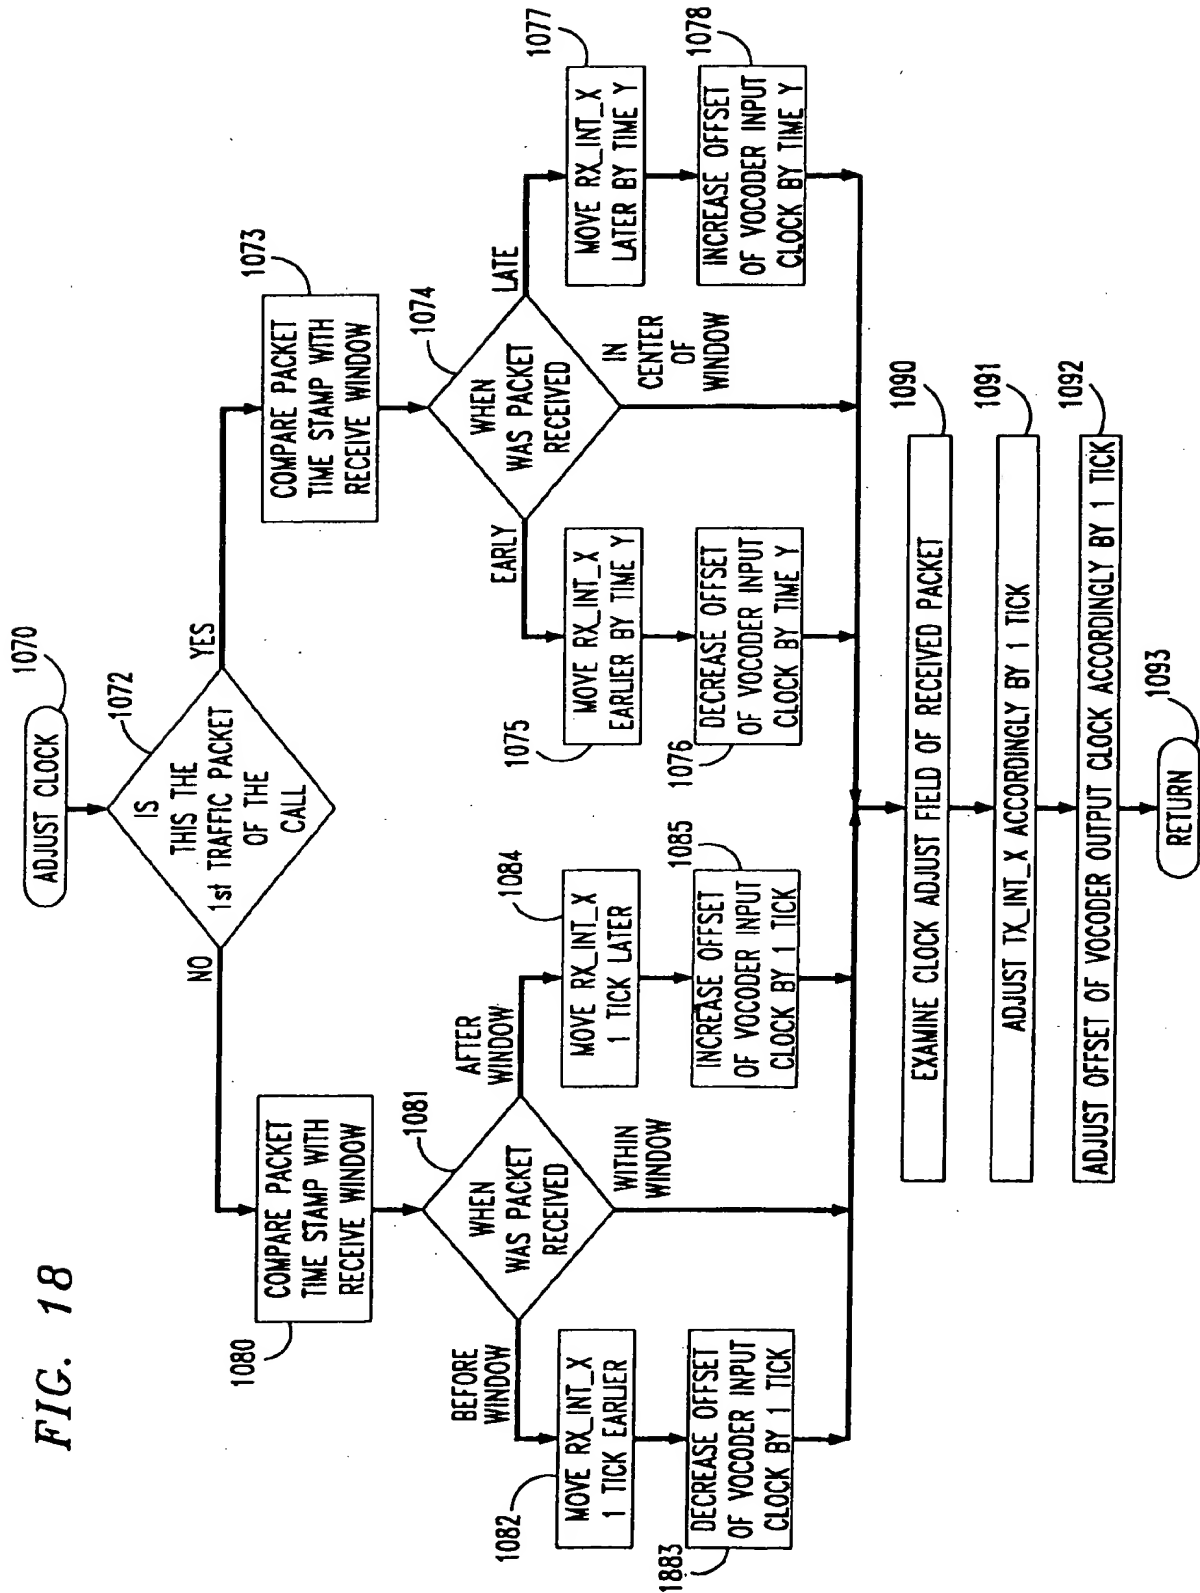 FIG. 18
ADJUST CLOCK
1070
IS
THIS THE
1st TRAFFIC PACKET
OF THE
CALL
1072
NO
YES
COMPARE PACKET
TIME STAMP WITH
RECEIVE WINDOW
1080
COMPARE PACKET
TIME STAMP WITH
RECEIVE WINDOW
1073
WHEN
WAS PACKET
RECEIVED
1081
BEFORE
WINDOW
AFTER
WINDOW
WITHIN
WINDOW
WHEN
WAS PACKET
RECEIVED
1074
EARLY
LATE
IN
CENTER
OF
WINDOW
MOVE RX_INT_X
1 TICK EARLIER
1082
DECREASE OFFSET
OF VOCODER INPUT
CLOCK BY 1 TICK
1883
MOVE RX_INT_X
1 TICK LATER
1084
INCREASE OFFSET
OF VOCODER INPUT
CLOCK BY 1 TICK
1085
MOVE RX_INT_X
EARLIER BY TIME Y
1075
DECREASE OFFSET
OF VOCODER INPUT
CLOCK BY TIME Y
1076
MOVE RX_INT_X
LATER BY TIME Y
1077
INCREASE OFFSET
OF VOCODER INPUT
CLOCK BY TIME Y
1078
EXAMINE CLOCK ADJUST FIELD OF RECEIVED PACKET
1090
ADJUST TX_INT_X ACCORDINGLY BY 1 TICK
1091
ADJUST OFFSET OF VOCODER OUTPUT CLOCK ACCORDINGLY BY 1 TICK
1092
RETURN
1093